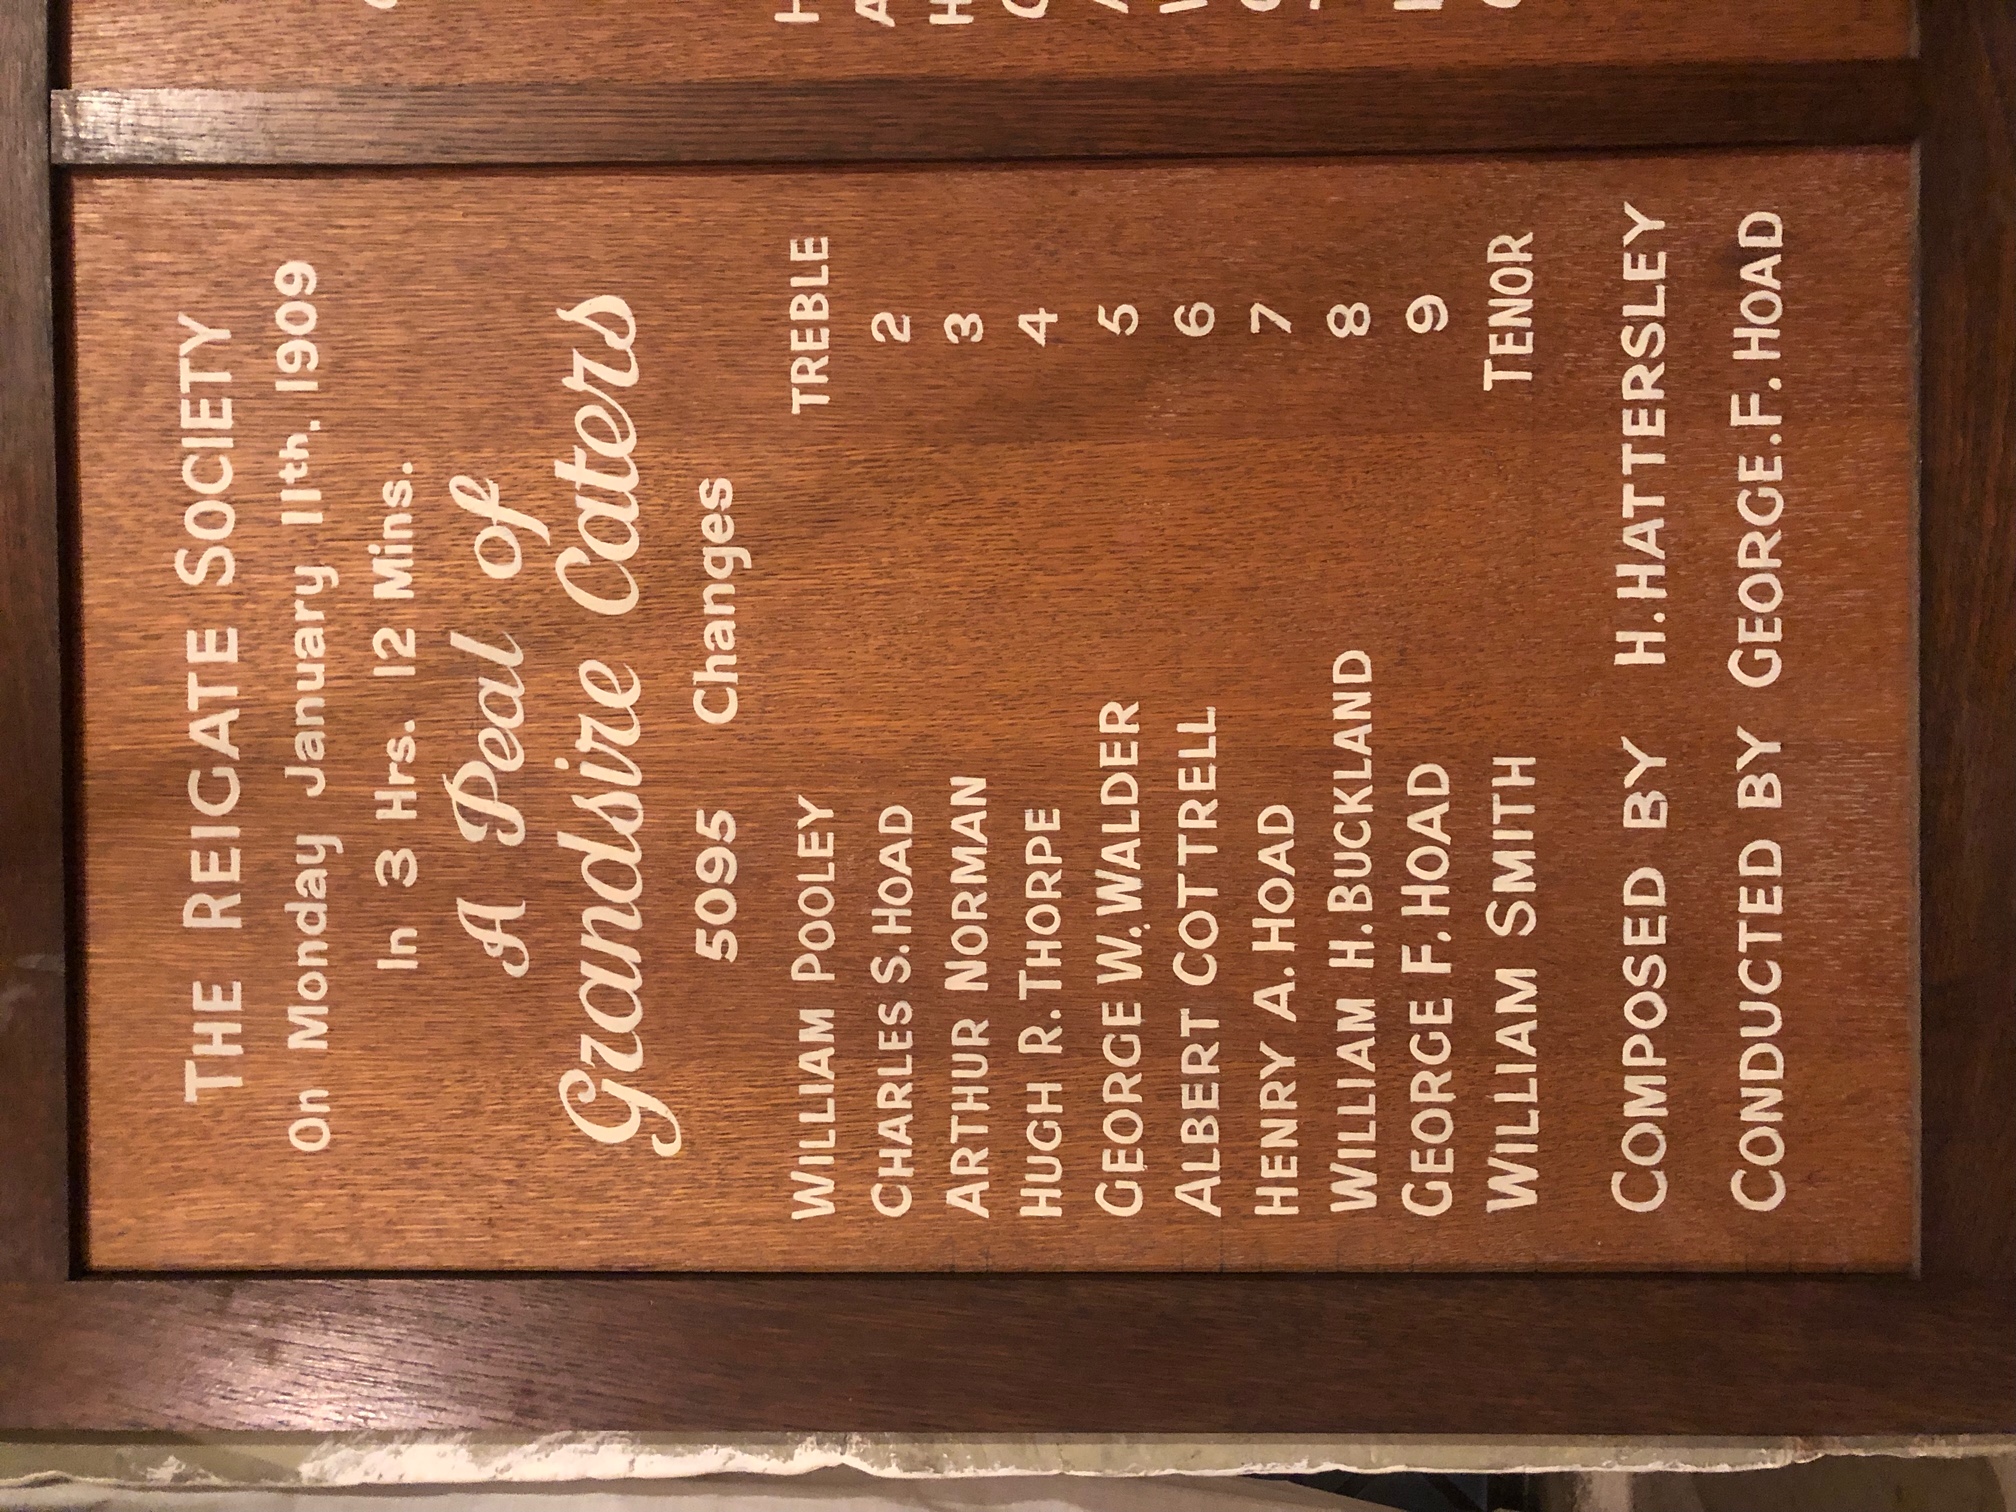 THE REIGATE SOCIETY
On Monday January 11th. 1909
In 3 Hrs. 12 Mins.
A Peal of
Grandsire Caters
5095 Changes
WILLIAM POOLEY TREBLE
CHARLES S. HOAD 2
ARTHUR NORMAN 3
HUGH R. THORPE 4
GEORGE W. WALDER 5
ALBERT COTTRELL 6
HENRY A. HOAD 7
WILLIAM H. BUCKLAND 8
GEORGE F. HOAD 9
WILLIAM SMITH TENOR
COMPOSED BY H. HATTERSLEY
CONDUCTED BY GEORGE. F. HOAD